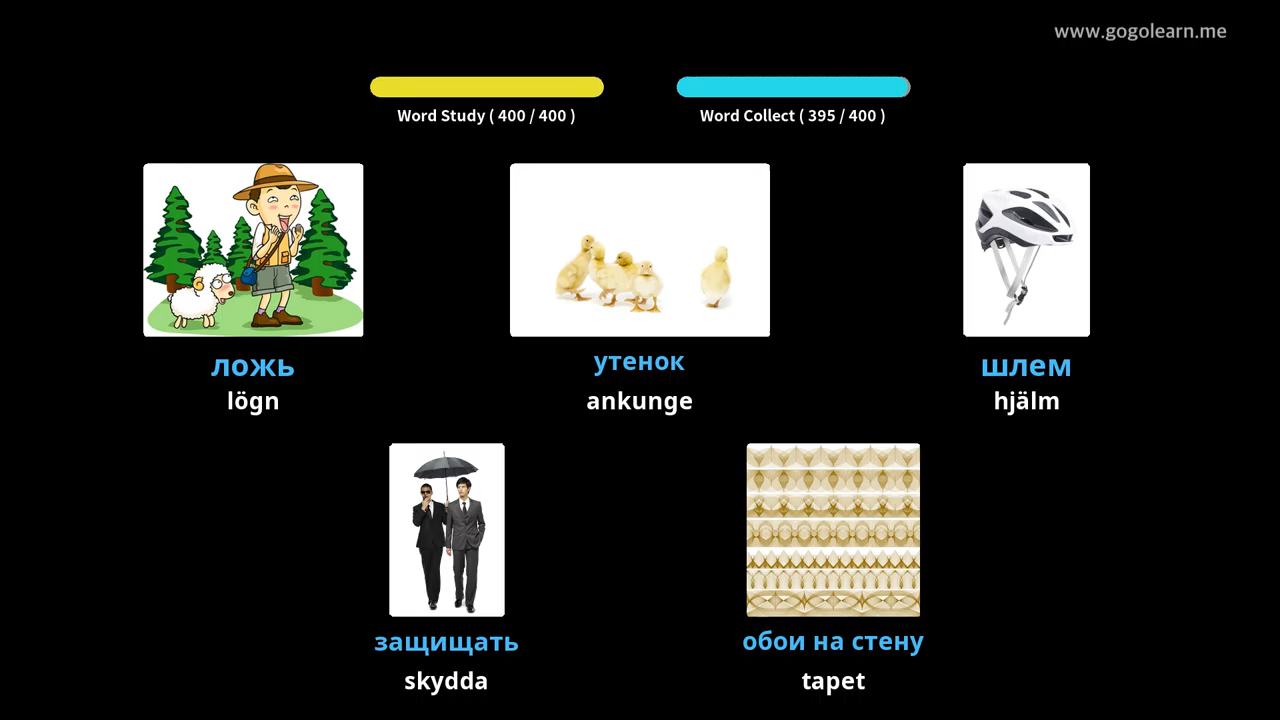 www.gogolearn.me
Word Study ( 400 / 400 )
Word Collect ( 395 / 400 )
ложь
утенок
шлем
lögn
ankunge
hjälm
защищать
обои на стену
skydda
tapet